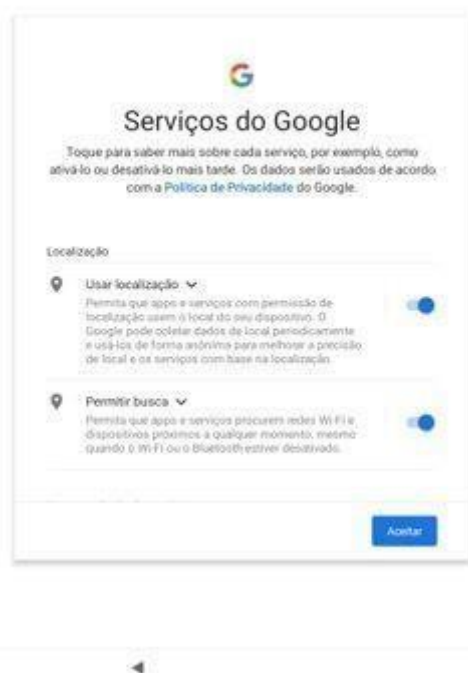 Serviços do Google
Toque para saber mais sobre cada serviço, por exemplo, como
ativá-lo ou desativá-lo mais tarde. Os dados serão usados de acordo
com a Política de Privacidade do Google.
Localização
Usar localização
Permita que apps e serviços com permissão de
localização usem o local do seu dispositivo. O
Google pode coletar dados de local periodicamente
e usá-los de forma anônima para melhorar a precisão
de local e os serviços com base na localização.
Permitir busca
Permita que apps e serviços procurem redes Wi-Fi e
dispositivos próximos a qualquer momento, mesmo
quando o Wi-Fi ou o Bluetooth estiver desativado.
Aceitar